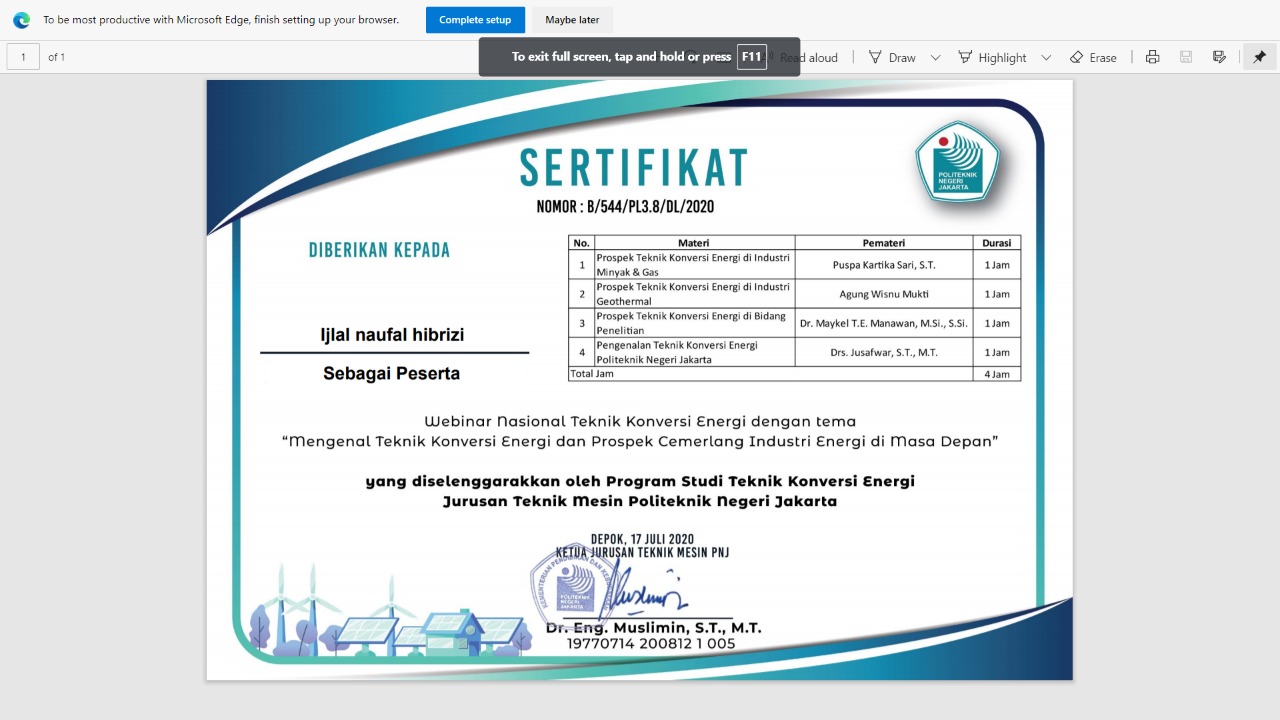 To be most productive with Microsoft Edge, finish setting up your browser.
Complete setup
Maybe later
1 of 1
To exit full screen, tap and hold or press F11
Read aloud
Draw
Highlight
Erase
SERTIFIKAT
NOMOR : B/544/PL3.8/DL/2020
POLITEKNIK
NEGERI
JAKARTA
DIBERIKAN KEPADA
Ijlal naufal hibrizi
Sebagai Peserta
No. Materi Pemateri Durasi
1 Prospek Teknik Konversi Energi di Industri Minyak & Gas Puspa Kartika Sari, S.T. 1 Jam
2 Prospek Teknik Konversi Energi di Industri Geothermal Agung Wisnu Mukti 1 Jam
3 Prospek Teknik Konversi Energi di Bidang Penelitian Dr. Maykel T.E. Manawan, M.Si., S.Si. 1 Jam
4 Pengenalan Teknik Konversi Energi Politeknik Negeri Jakarta Drs. Jusafwar, S.T., M.T. 1 Jam
Total Jam 4 Jam
Webinar Nasional Teknik Konversi Energi dengan tema
“Mengenal Teknik Konversi Energi dan Prospek Cemerlang Industri Energi di Masa Depan”
yang diselenggarakkan oleh Program Studi Teknik Konversi Energi
Jurusan Teknik Mesin Politeknik Negeri Jakarta
DEPOK, 17 JULI 2020
KETUA JURUSAN TEKNIK MESIN PNJ
POLITEKNIK
NEGERI
JAKARTA
Dr. Eng. Muslimin, S.T., M.T.
19770714 200812 1 005